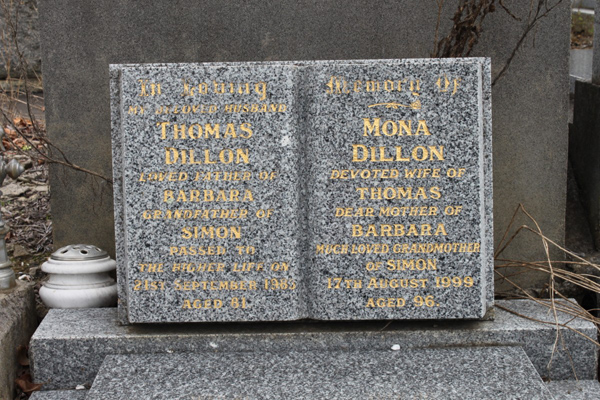 In Loving
MY BELOVED HUSBAND
THOMAS
DILLON
LOVED FATHER OF
BARBARA
GRANDFATHER OF
SIMON
PASSED TO
THE HIGHER LIFE ON
21ST SEPTEMBER
AGED 81.
Memory Of
MONA
DILLON
DEVOTED WIFE OF
THOMAS
DEAR MOTHER OF
BARBARA
MUCH LOVED GRANDMOTHER
OF SIMON
17TH AUGUST 1999
AGED 96.